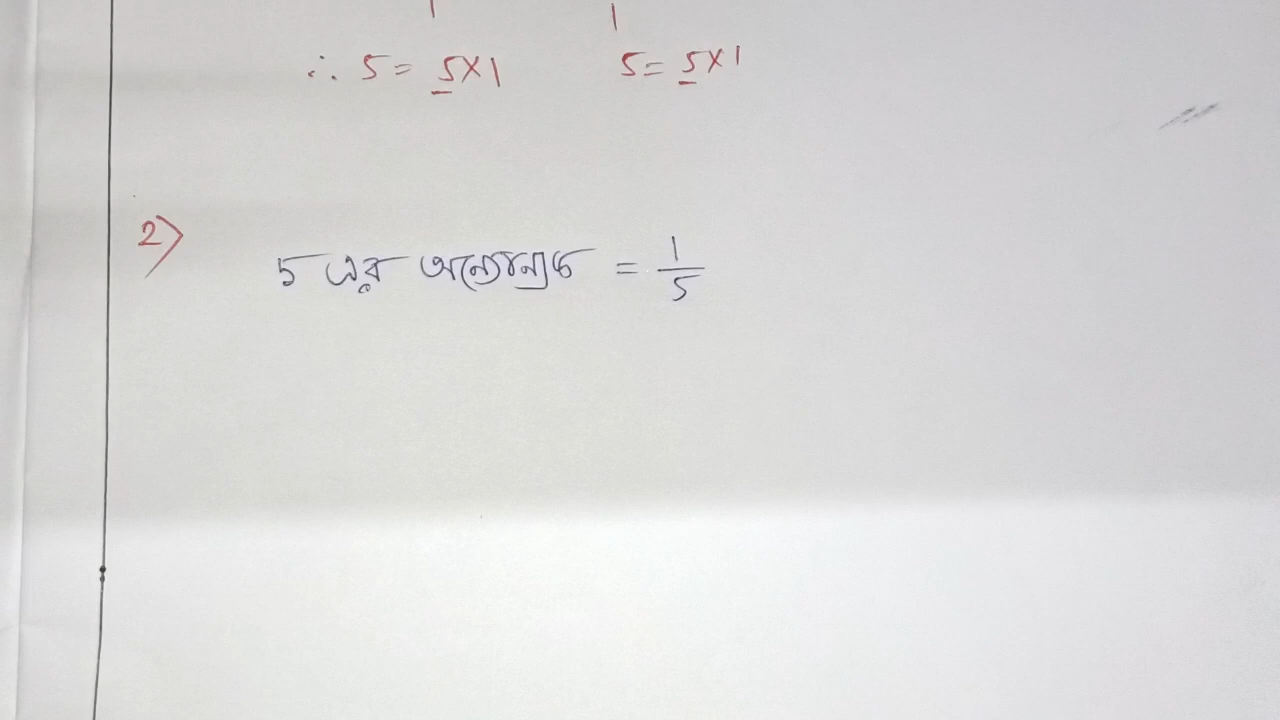 ∴ 5 = 5×1 5 = 5×1
2) 5 এর অন্যোন্যক = 1/5